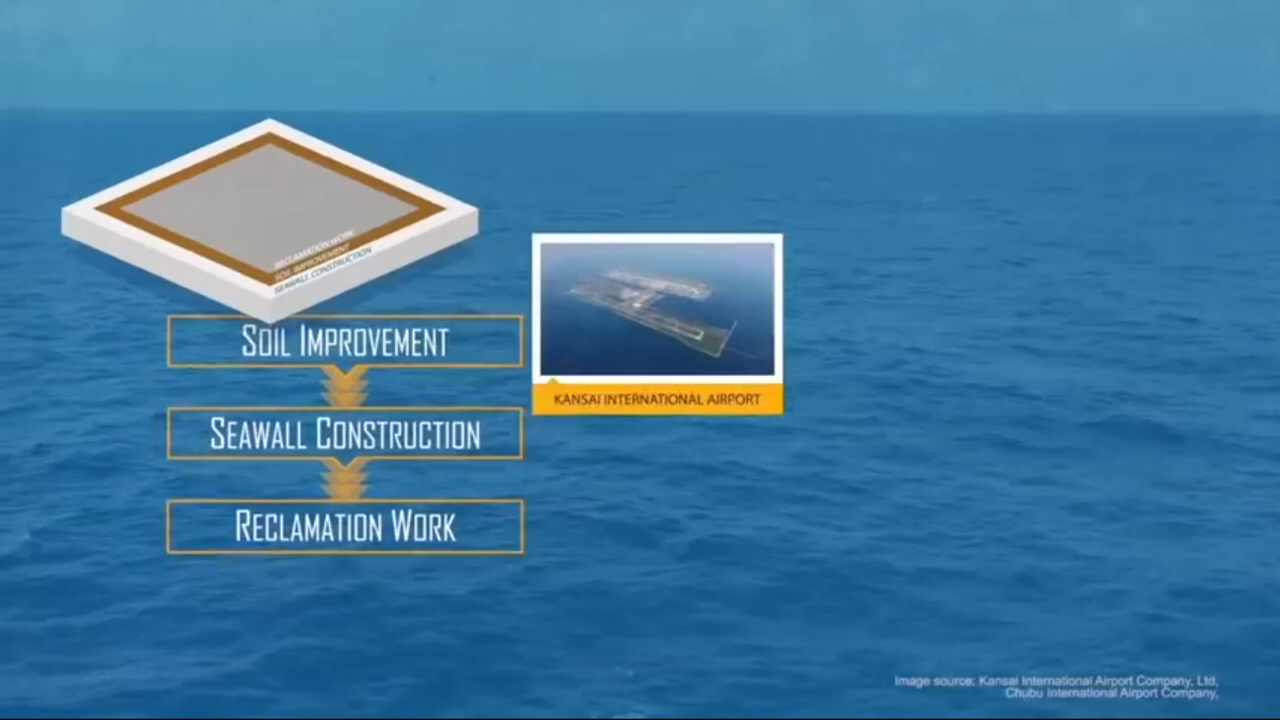 RECLAMATION WORK
SOIL IMPROVEMENT
SEAWALL CONSTRUCTION
SOIL IMPROVEMENT
SEAWALL CONSTRUCTION
RECLAMATION WORK
KANSAI INTERNATIONAL AIRPORT
Image source: Kansai International Airport Company, Ltd,
Chubu International Airport Company,